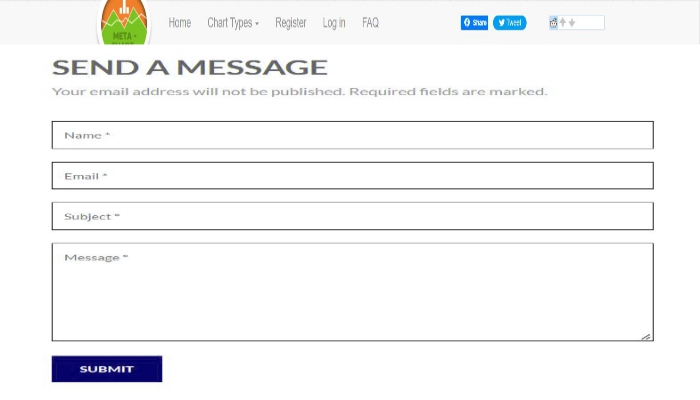 META -
Home Chart Types Register Log in FAQ Share Tweet
SEND A MESSAGE
Your email address will not be published. Required fields are marked.
Name *
Email *
Subject *
Message *
SUBMIT